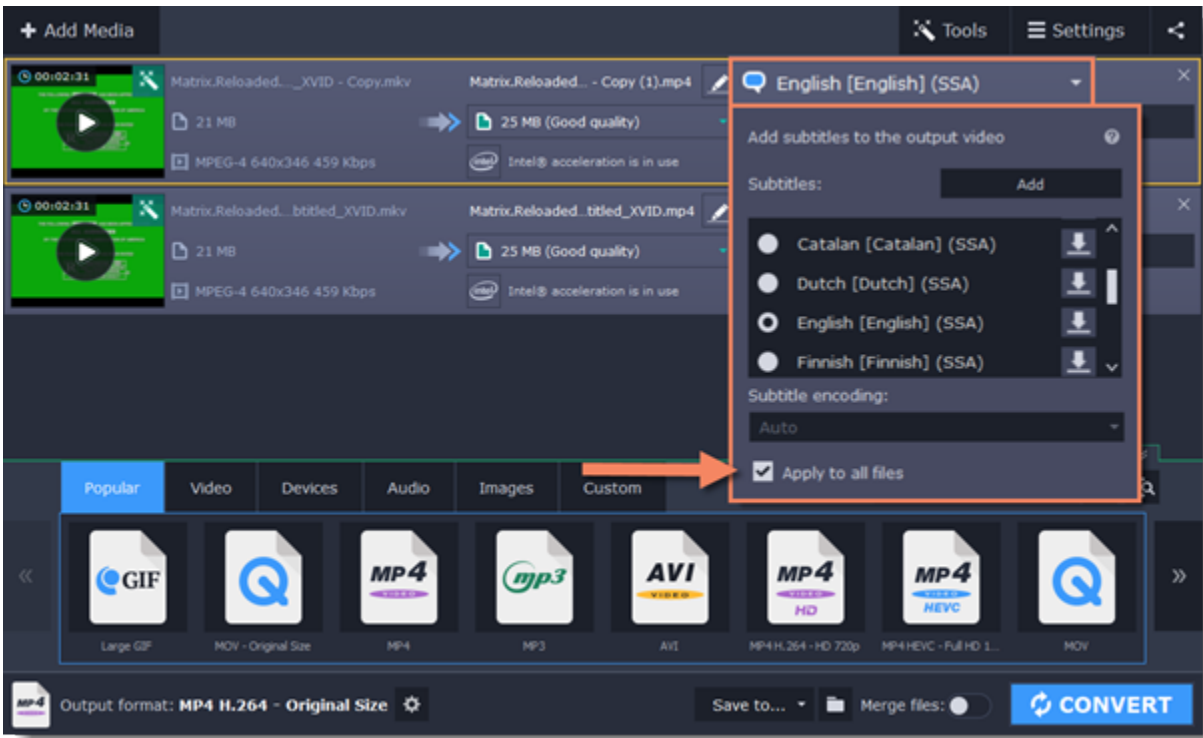 + Add Media
Tools
Settings
00:02:31
Matrix.Reloaded...._XVID - Copy.mkv
Matrix.Reloaded... - Copy (1).mp4
21 MB
25 MB (Good quality)
MPEG-4 640x346 459 Kbps
intel
Intel® acceleration is in use
00:02:31
Matrix.Reloaded....btitled_XVID.mkv
Matrix.Reloaded...titled_XVID.mp4
21 MB
25 MB (Good quality)
MPEG-4 640x346 459 Kbps
intel
Intel® acceleration is in use
English [English] (SSA)
Add subtitles to the output video
?
Subtitles:
Add
Catalan [Catalan] (SSA)
Dutch [Dutch] (SSA)
English [English] (SSA)
Finnish [Finnish] (SSA)
Subtitle encoding:
Auto
Apply to all files
Popular
Video
Devices
Audio
Images
Custom
GIF
MP4
VIDEO
mp3
AVI
VIDEO
MP4
VIDEO
HD
MP4
VIDEO
HEVC
Large GIF
MOV - Original Size
MP4
MP3
AVI
MP4 H.264 - HD 720p
MP4 HEVC - Full HD 1...
MOV
MP4
Output format: MP4 H.264 - Original Size
Save to...
Merge files:
CONVERT